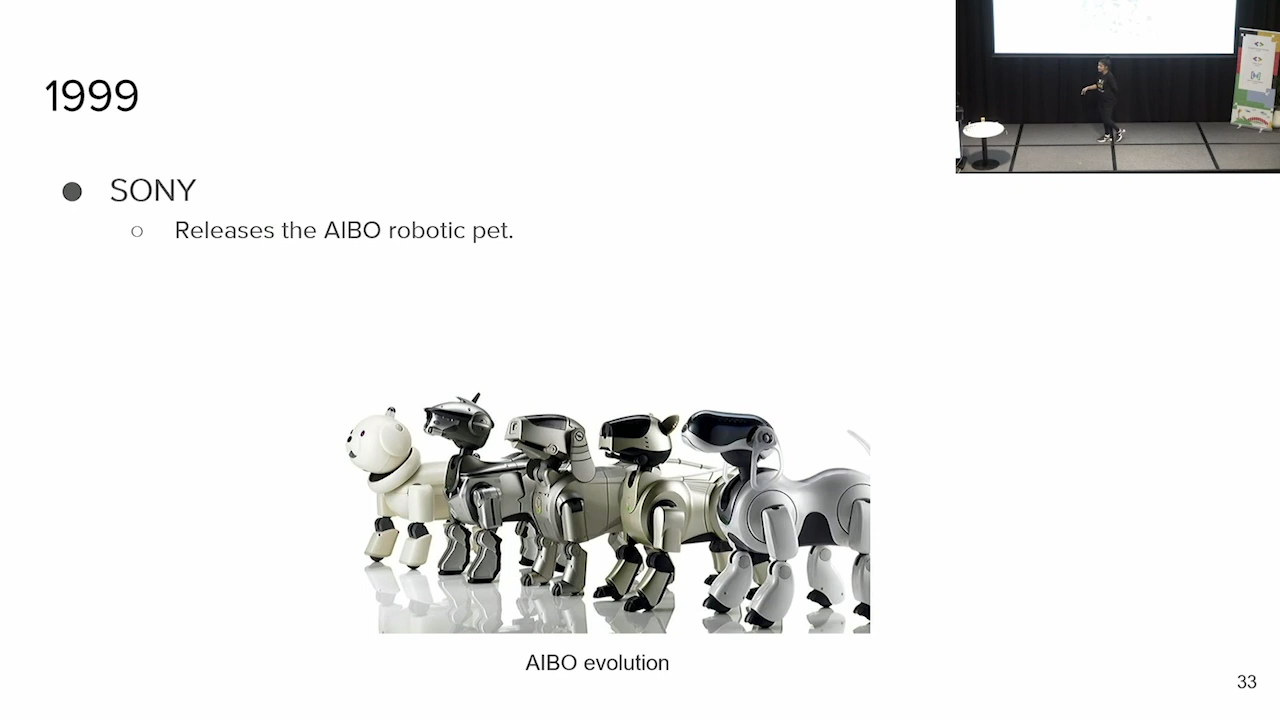 1999
● SONY
○ Releases the AIBO robotic pet.
AIBO evolution
33